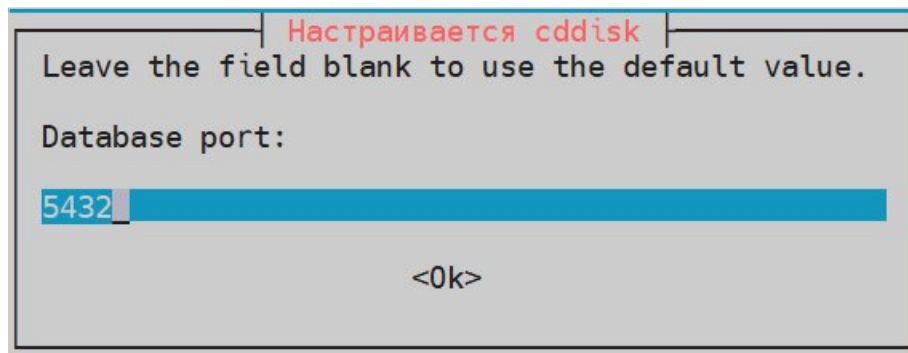 Настраивается cddisk
Leave the field blank to use the default value.
Database port:
5432
<Ok>